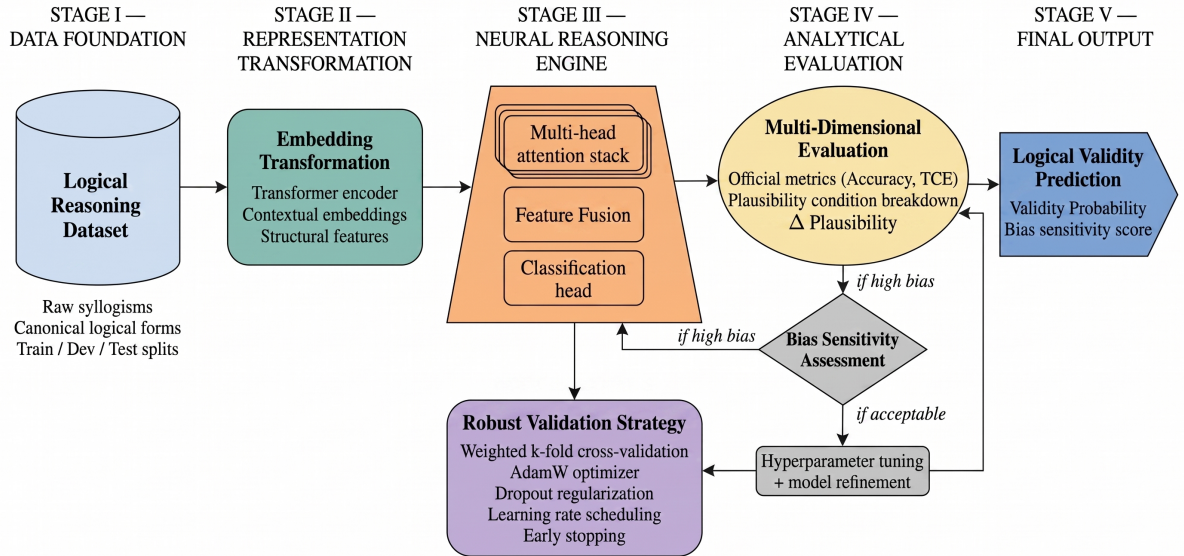 STAGE I —
DATA FOUNDATION
STAGE II —
REPRESENTATION
TRANSFORMATION
STAGE III —
NEURAL REASONING
ENGINE
STAGE IV —
ANALYTICAL
EVALUATION
STAGE V —
FINAL OUTPUT
Logical
Reasoning
Dataset
Raw syllogisms
Canonical logical forms
Train / Dev / Test splits
Embedding
Transformation
Transformer encoder
Contextual embeddings
Structural features
Multi-head
attention stack
Feature Fusion
Classification
head
Multi-Dimensional
Evaluation
Official metrics (Accuracy, TCE)
Plausibility condition breakdown
Δ Plausibility
Logical Validity
Prediction
Validity Probability
Bias sensitivity score
if high bias
if high bias
Bias Sensitivity
Assessment
if acceptable
Robust Validation Strategy
Weighted k-fold cross-validation
AdamW optimizer
Dropout regularization
Learning rate scheduling
Early stopping
Hyperparameter tuning
+ model refinement